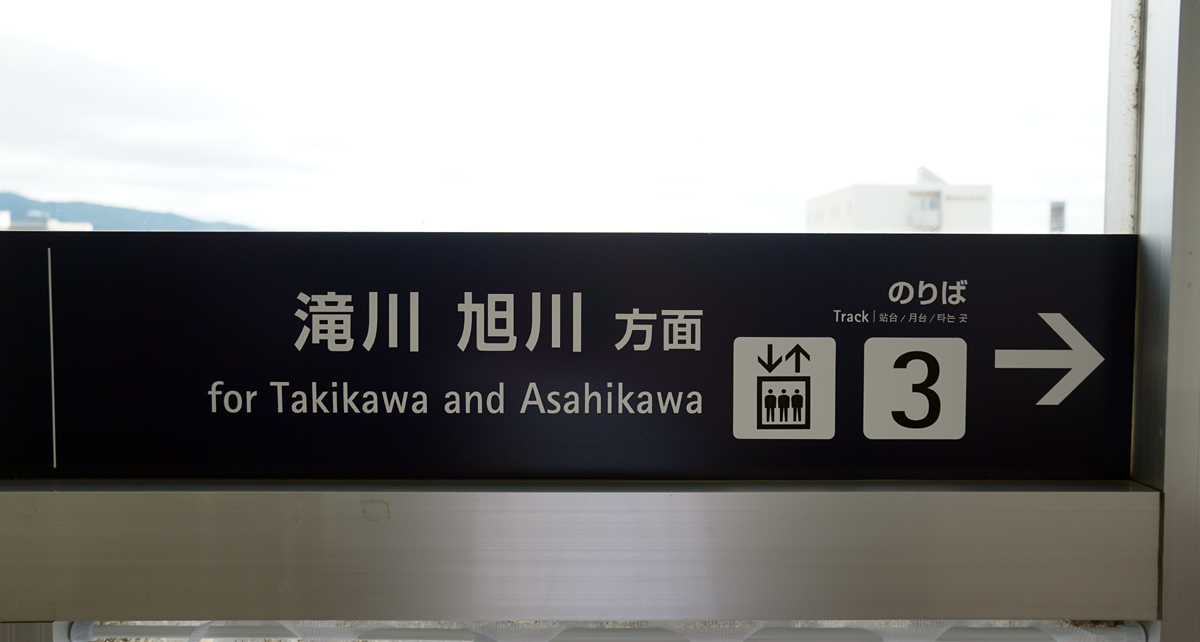 滝川 旭川 方面
for Takikawa and Asahikawa
のりば
Track | 站台 / 月台 / 타는 곳
3